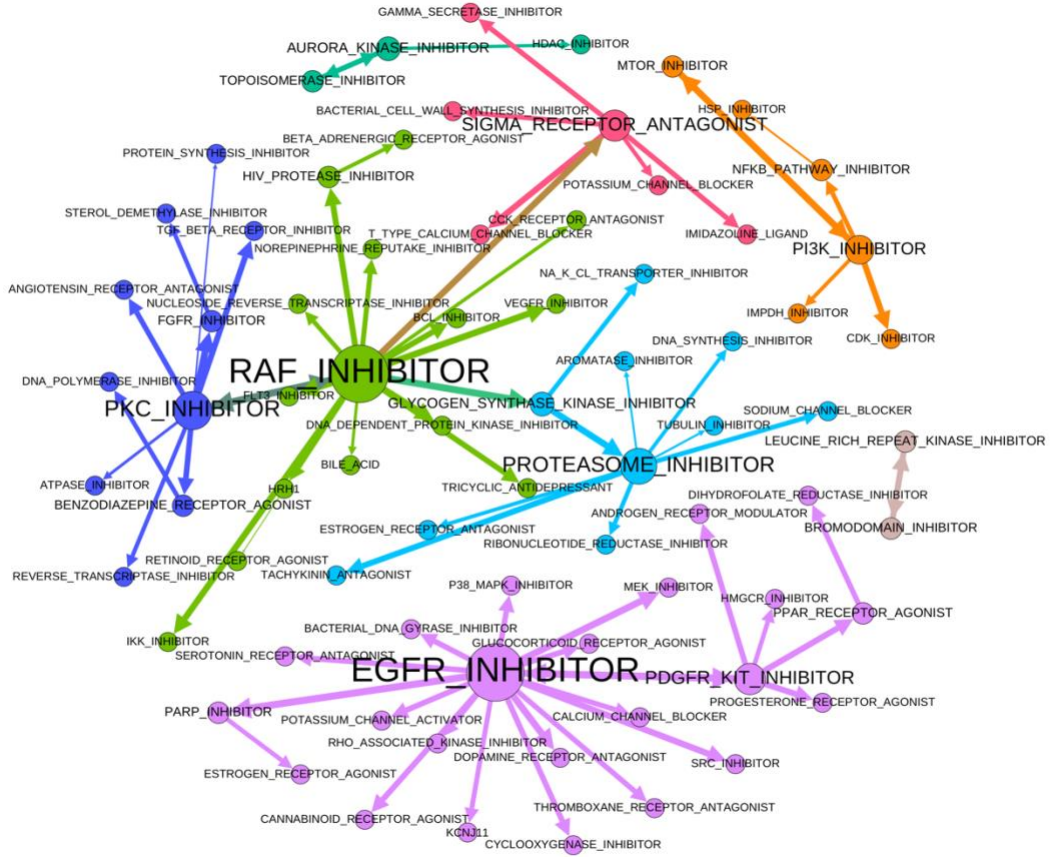 GAMMA_SECRETASE_INHIBITOR
AURORA_KINASE_INHIBITOR
HDAC_INHIBITOR
MTOR_INHIBITOR
TOPOISOMERASE_INHIBITOR
BACTERIAL_CELL_WALL_SYNTHESIS_INHIBITOR
HSP_INHIBITOR
SIGMA_RECEPTOR_ANTAGONIST
BETA_ADRENERGIC_RECEPTOR_AGONIST
PROTEIN_SYNTHESIS_INHIBITOR
NFKB_PATHWAY_INHIBITOR
HIV_PROTEASE_INHIBITOR
POTASSIUM_CHANNEL_BLOCKER
STEROL_DEMETHYLASE_INHIBITOR
CCK_RECEPTOR_ANTAGONIST
TGF_BETA_RECEPTOR_INHIBITOR
T_TYPE_CALCIUM_CHANNEL_BLOCKER
IMIDAZOLINE_LIGAND
NOREPINEPHRINE_REPUTAKE_INHIBITOR
PI3K_INHIBITOR
NA_K_CL_TRANSPORTER_INHIBITOR
ANGIOTENSIN_RECEPTOR_ANTAGONIST
NUCLEOSIDE_REVERSE_TRANSCRIPTASE_INHIBITOR
VEGFR_INHIBITOR
IMPDH_INHIBITOR
FGFR_INHIBITOR
BCL_INHIBITOR
CDK_INHIBITOR
DNA_SYNTHESIS_INHIBITOR
AROMATASE_INHIBITOR
RAF_INHIBITOR
DNA_POLYMERASE_INHIBITOR
FLT3_INHIBITOR
GLYCOGEN_SYNTHASE_KINASE_INHIBITOR
PKC_INHIBITOR
SODIUM_CHANNEL_BLOCKER
DNA_DEPENDENT_PROTEIN_KINASE_INHIBITOR
TUBULIN_INHIBITOR
LEUCINE_RICH_REPEAT_KINASE_INHIBITOR
BILE_ACID
PROTEASOME_INHIBITOR
ATPASE_INHIBITOR
HRH1
TRICYCLIC_ANTIDEPRESSANT
DIHYDROFOLATE_REDUCTASE_INHIBITOR
BENZODIAZEPINE_RECEPTOR_AGONIST
ANDROGEN_RECEPTOR_MODULATOR
BROMODOMAIN_INHIBITOR
ESTROGEN_RECEPTOR_ANTAGONIST
RIBONUCLEOTIDE_REDUCTASE_INHIBITOR
RETINOID_RECEPTOR_AGONIST
REVERSE_TRANSCRIPTASE_INHIBITOR
TACHYKININ_ANTAGONIST
P38_MAPK_INHIBITOR
MEK_INHIBITOR
HMGCR_INHIBITOR
PPAR_RECEPTOR_AGONIST
BACTERIAL_DNA_GYRASE_INHIBITOR
IKK_INHIBITOR
GLUCOCORTICOID_RECEPTOR_AGONIST
SEROTONIN_RECEPTOR_ANTAGONIST
EGFR_INHIBITOR
PDGFR_KIT_INHIBITOR
PROGESTERONE_RECEPTOR_AGONIST
PARP_INHIBITOR
POTASSIUM_CHANNEL_ACTIVATOR
CALCIUM_CHANNEL_BLOCKER
RHO_ASSOCIATED_KINASE_INHIBITOR
DOPAMINE_RECEPTOR_ANTAGONIST
SRC_INHIBITOR
ESTROGEN_RECEPTOR_AGONIST
THROMBOXANE_RECEPTOR_ANTAGONIST
CANNABINOID_RECEPTOR_AGONIST
KCNJ11
CYCLOOXYGENASE_INHIBITOR